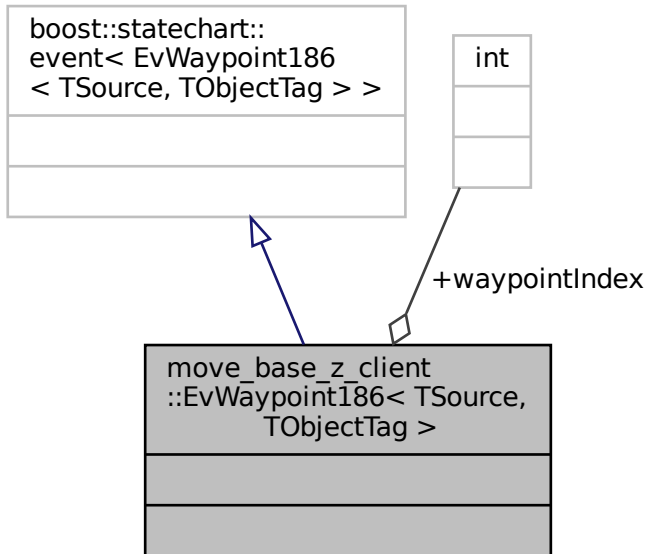 boost::statechart::
event< EvWaypoint186
< TSource, TObjectTag > >
int
+waypointIndex
move_base_z_client
::EvWaypoint186< TSource,
TObjectTag >